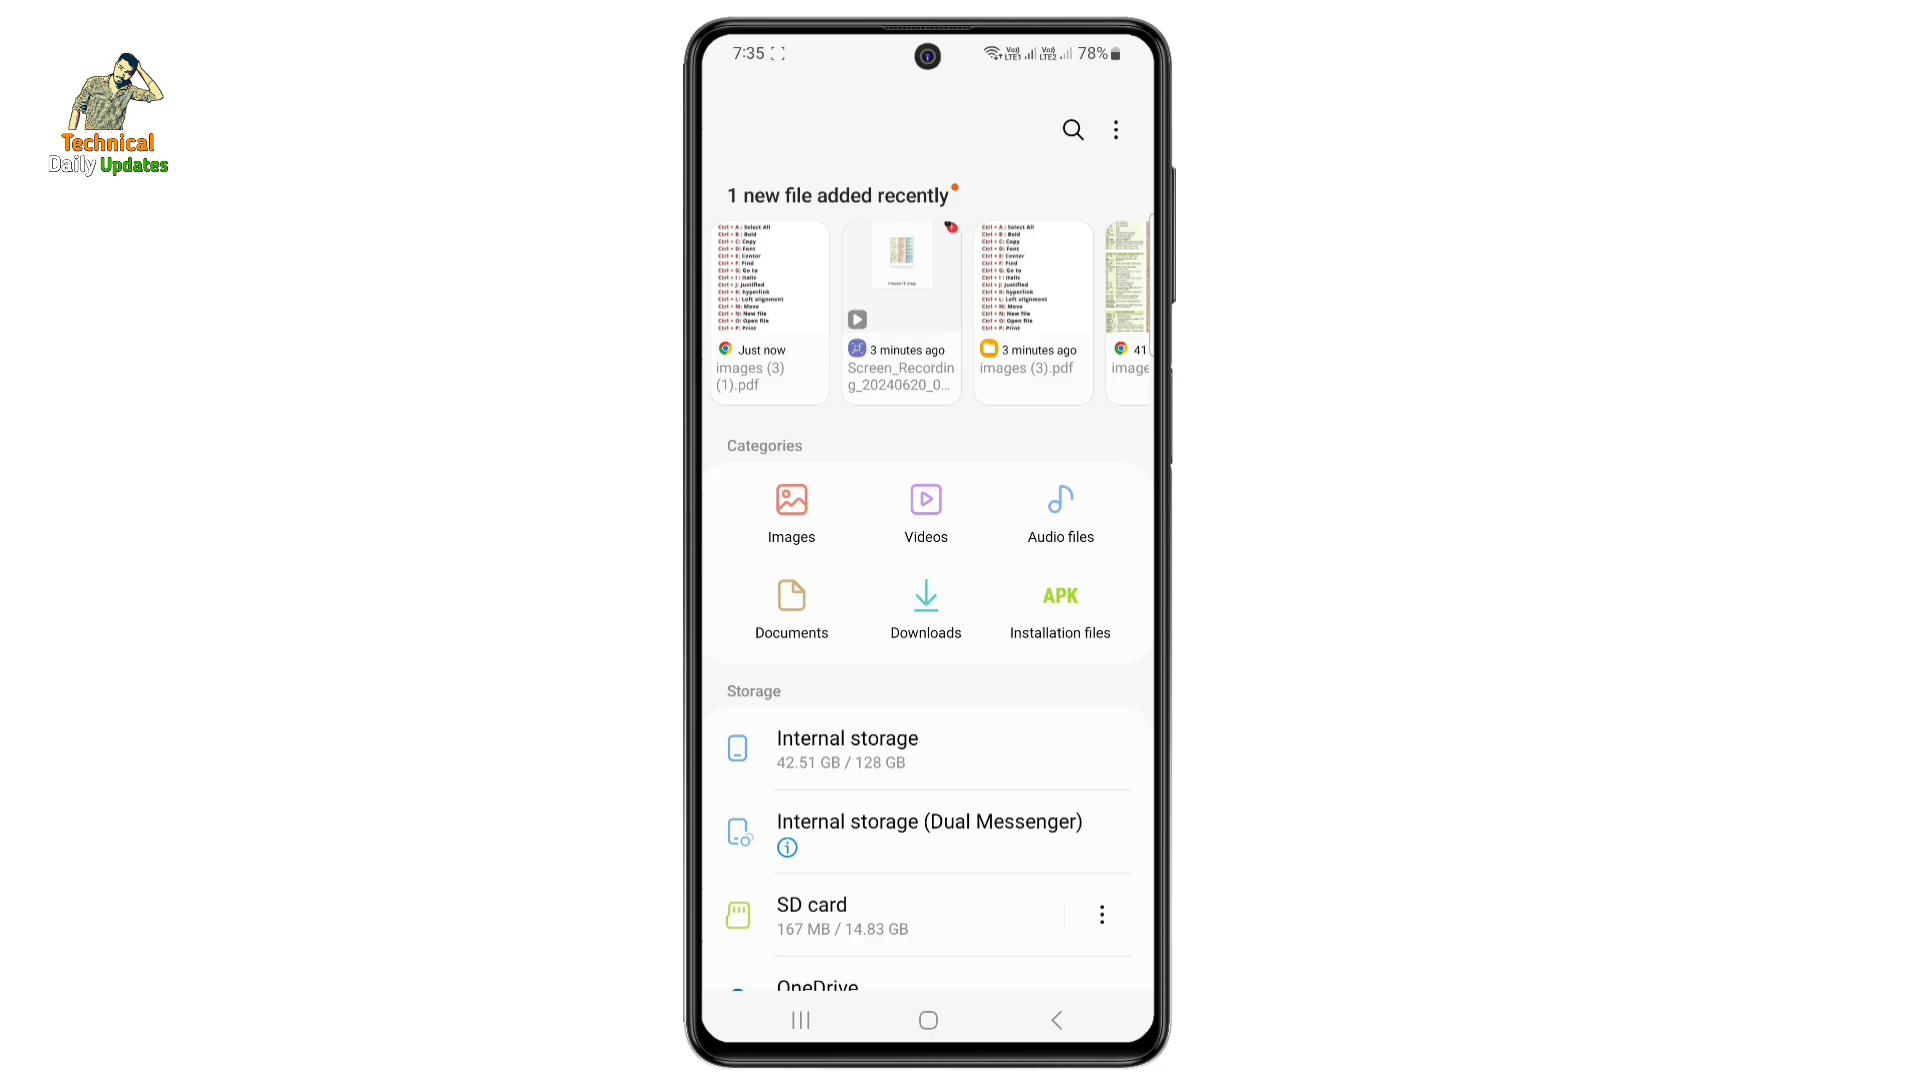 Technical
Daily Updates
7:35
Vo)) LTE1 Vo)) LTE2 78%
1 new file added recently
Ctrl + A : Select All
Ctrl + B : Bold
Ctrl + C: Copy
Ctrl + D: Font
Ctrl + E: Center
Ctrl + F: Find
Ctrl + G: Go to
Ctrl + I : Italic
Ctrl + J: Justified
Ctrl + K: hyperlink
Ctrl + L: Left alignment
Ctrl + M: Move
Ctrl + N: New file
Ctrl + O: Open file
Ctrl + P: Print
Just now
images (3)
(1).pdf
3 minutes ago
Screen_Recordin
g_20240620_0...
Ctrl + A : Select All
Ctrl + B : Bold
Ctrl + C: Copy
Ctrl + D: Font
Ctrl + E: Center
Ctrl + F: Find
Ctrl + G: Go to
Ctrl + I : Italic
Ctrl + J: Justified
Ctrl + K: hyperlink
Ctrl + L: Left alignment
Ctrl + M: Move
Ctrl + N: New file
Ctrl + O: Open file
Ctrl + P: Print
3 minutes ago
images (3).pdf
41
image
Categories
Images
Videos
Audio files
Documents
Downloads
APK
Installation files
Storage
Internal storage
42.51 GB / 128 GB
Internal storage (Dual Messenger)
SD card
167 MB / 14.83 GB
OneDrive